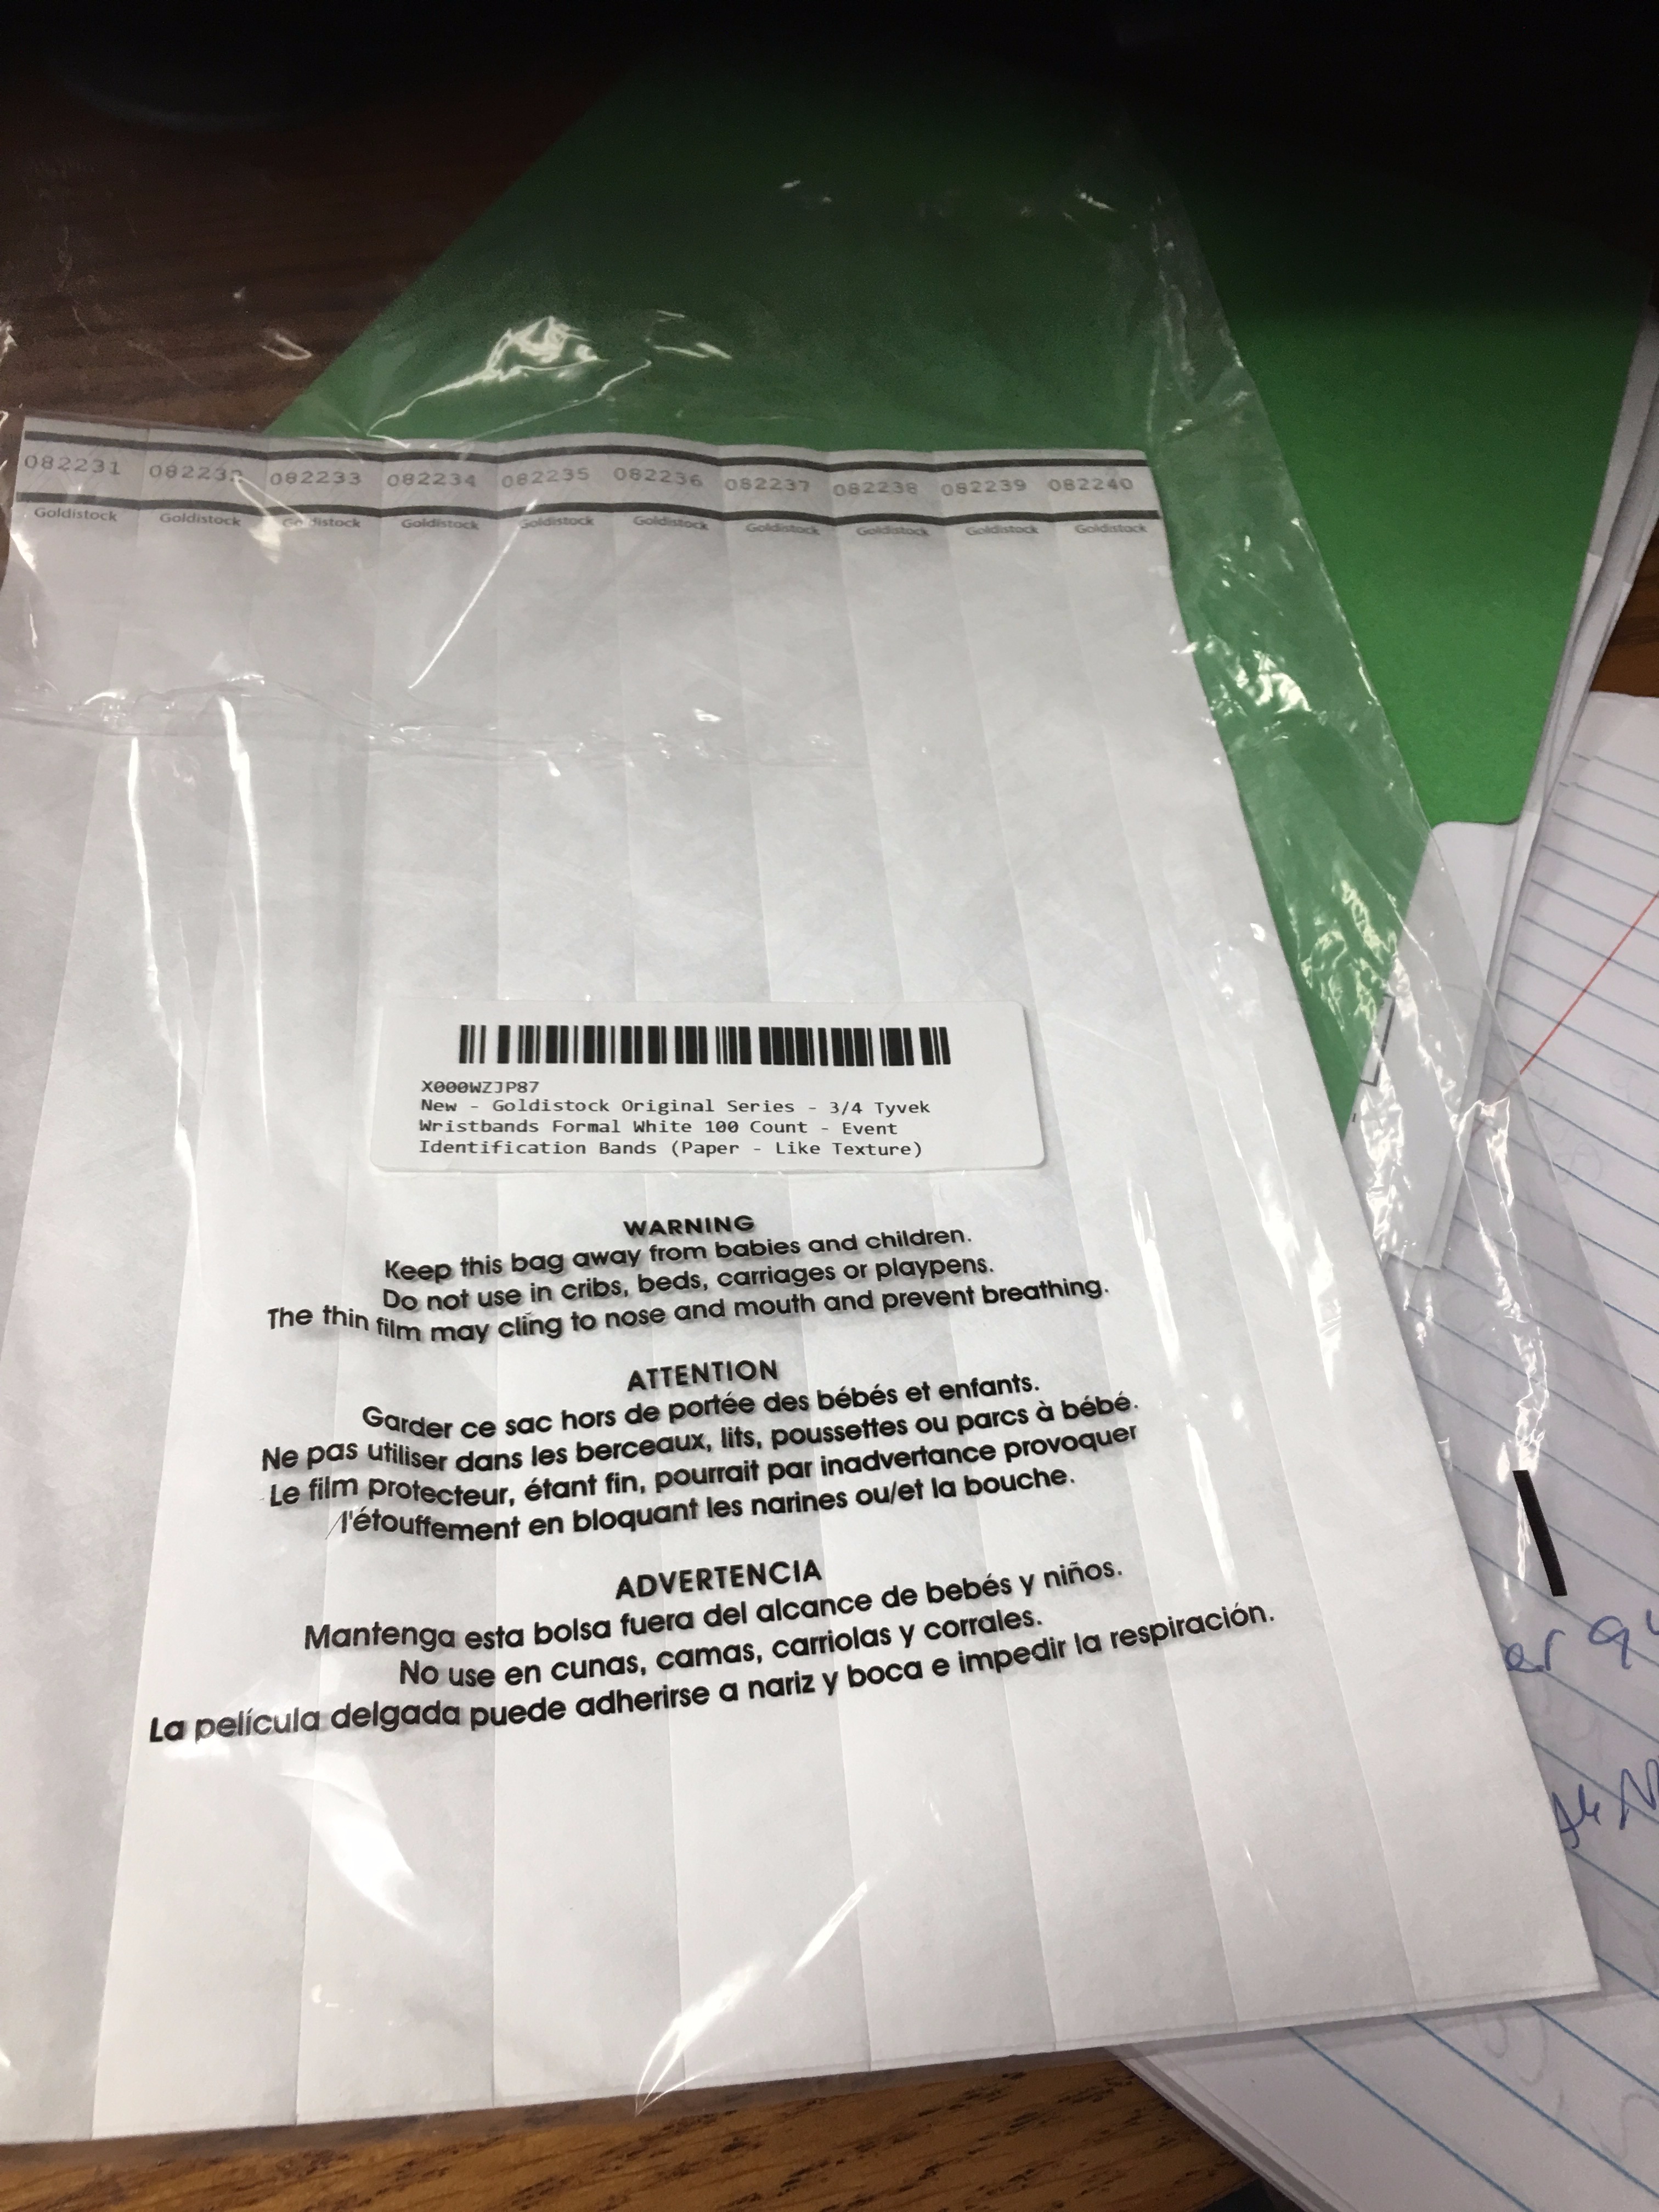 082231 082232 082233 082234 082235 082236 082237 082238 082239 082240
Goldistock Goldistock Goldistock Goldistock Goldistock Goldistock Goldistock Goldistock Goldistock Goldistock
X000WZJP87
New - Goldistock Original Series - 3/4 Tyvek
Wristbands Formal White 100 Count - Event
Identification Bands (Paper - Like Texture)
WARNING
Keep this bag away from babies and children.
Do not use in cribs, beds, carriages or playpens.
The thin film may cling to nose and mouth and prevent breathing.
ATTENTION
Garder ce sac hors de portée des bébés et enfants.
Ne pas utiliser dans les berceaux, lits, poussettes ou parcs à bébé.
Le film protecteur, étant fin, pourrait par inadvertance provoquer
l'étouffement en bloquant les narines ou/et la bouche.
ADVERTENCIA
Mantenga esta bolsa fuera del alcance de bebés y niños.
No use en cunas, camas, carriolas y corrales.
La película delgada puede adherirse a nariz y boca e impedir la respiración.